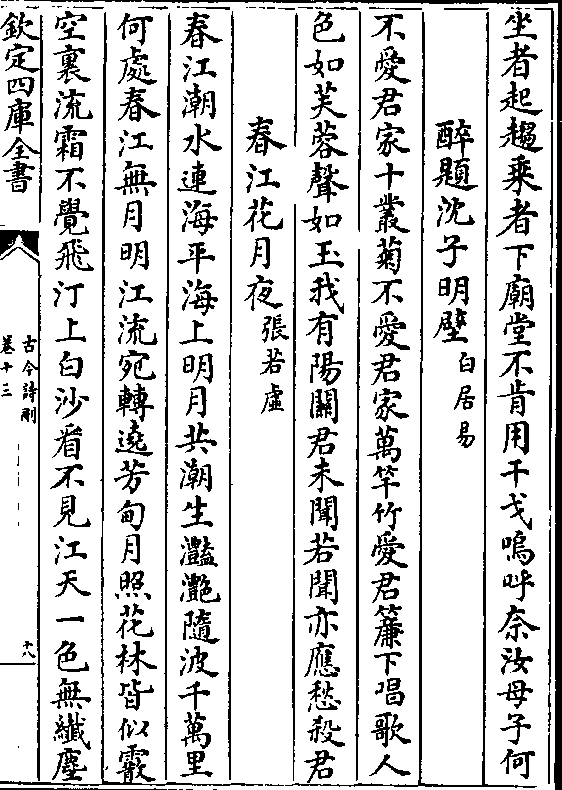 坐者起趨乘者下廟堂不肯用干戈嗚呼奈汝母子何
醉題沈子明壁白居易
不愛君家十叢菊不愛君家萬竿竹愛君簾下唱歌人
色如芙蓉聲如玉我有陽關君未聞若聞亦應愁殺君
春江花月夜張若虛
春江潮水連海平海上明月共潮生灩灔隨波千萬里
何處春江無月明江流宛轉遶芳甸月照花林皆似霰
空裏流霜不覺飛汀上白沙看不見江天一色無纖塵
欽定四庫全書
古今詩刪
卷十三
十八